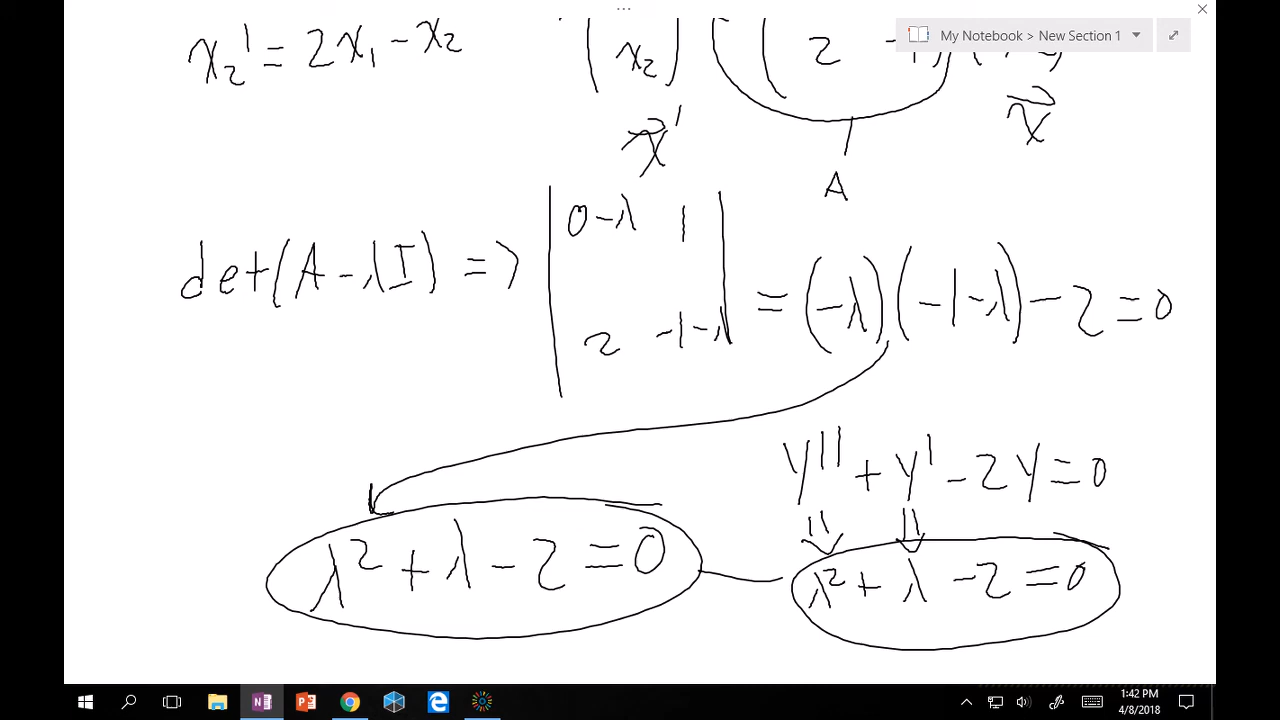 My Notebook > New Section 1
x₂' = 2x₁ - x₂ (x₂) (2 -1)
x⃗' A x⃗
det(A - λI) => | 0-λ 1 |
| 2 -1-λ | = (-λ)(-1-λ) - 2 = 0
y'' + y' - 2y = 0
λ² + λ - 2 = 0 λ² + λ - 2 = 0
1:42 PM
4/8/2018